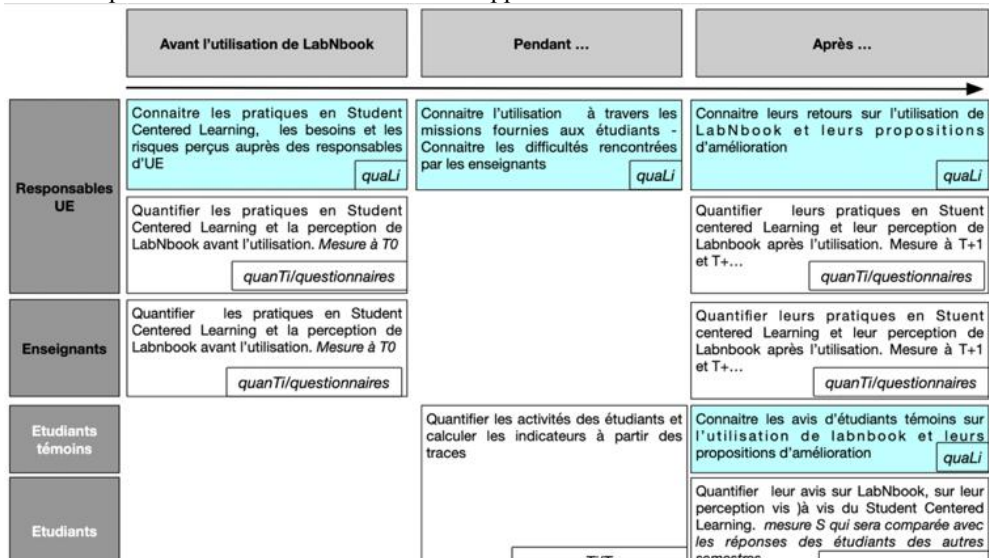 Avant l'utilisation de LabNbook
Pendant ...
Après ...
Responsables
UE
Connaitre les pratiques en Student
Centered Learning, les besoins et les
risques perçus auprès des responsables
d'UE
quaLi
Connaitre l'utilisation à travers les
missions fournies aux étudiants -
Connaitre les difficultés rencontrées
par les enseignants
quaLi
Connaitre leurs retours sur l'utilisation de
LabNbook et leurs propositions
d'amélioration
quaLi
Quantifier les pratiques en Student
Centered Learning et la perception de
LabNbook avant l'utilisation. Mesure à T0
quanTi/questionnaires
Quantifier leurs pratiques en Stuent
centered Learning et leur perception de
Labnbook après l'utilisation. Mesure à T+1
et T+...
quanTi/questionnaires
Enseignants
Quantifier les pratiques en Student
Centered Learning et la perception de
Labnbook avant l'utilisation. Mesure à T0
quanTi/questionnaires
Quantifier leurs pratiques en Stuent
centered Learning et leur perception de
Labnbook après l'utilisation. Mesure à T+1
et T+...
quanTi/questionnaires
Etudiants
témoins
Quantifier les activités des étudiants et
calculer les indicateurs à partir des
traces
Connaitre les avis d'étudiants témoins sur
l'utilisation de labnbook et leurs
propositions d'amélioration
quaLi
Etudiants
Quantifier leur avis sur LabNbook, sur leur
perception vis )à vis du Student Centered
Learning. mesure S qui sera comparée avec
les réponses des étudiants des autres
semestres